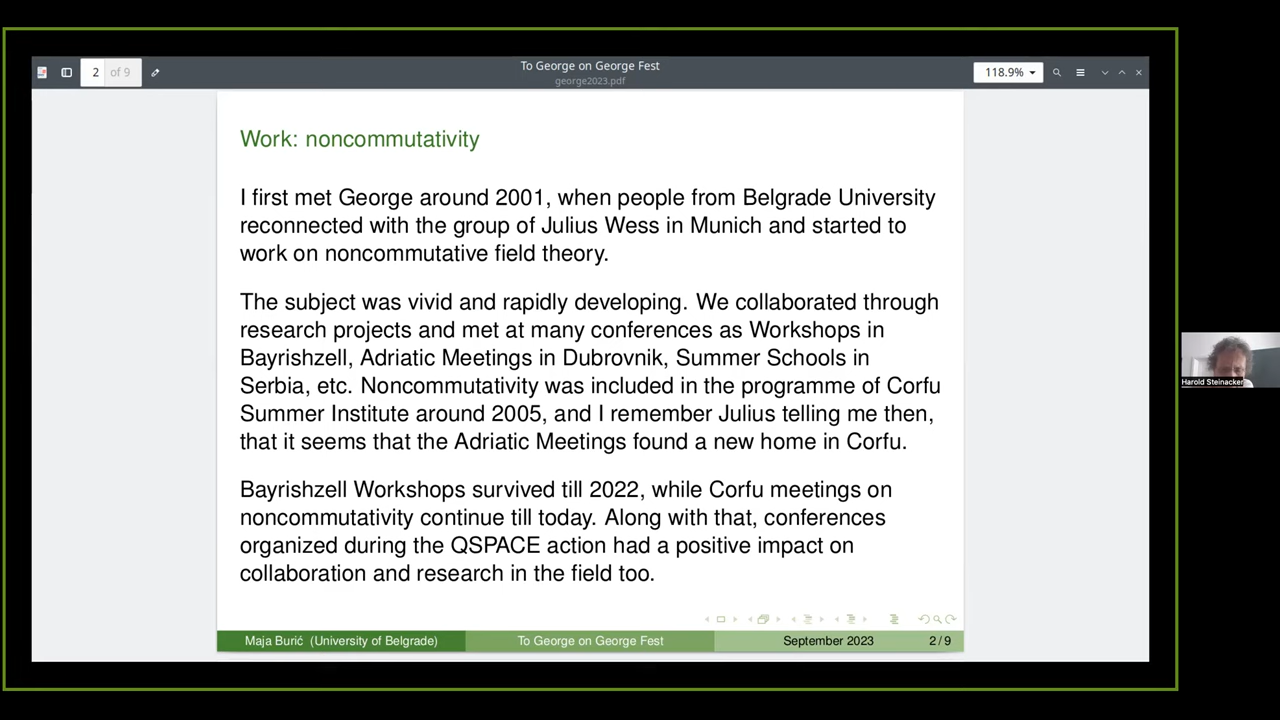 2 of 9
To George on George Fest
george2023.pdf
118.9%
Work: noncommutativity
I first met George around 2001, when people from Belgrade University
reconnected with the group of Julius Wess in Munich and started to
work on noncommutative field theory.
The subject was vivid and rapidly developing. We collaborated through
research projects and met at many conferences as Workshops in
Bayrishzell, Adriatic Meetings in Dubrovnik, Summer Schools in
Serbia, etc. Noncommutativity was included in the programme of Corfu
Summer Institute around 2005, and I remember Julius telling me then,
that it seems that the Adriatic Meetings found a new home in Corfu.
Bayrishzell Workshops survived till 2022, while Corfu meetings on
noncommutativity continue till today. Along with that, conferences
organized during the QSPACE action had a positive impact on
collaboration and research in the field too.
Maja Burić (University of Belgrade)
To George on George Fest
September 2023
2 / 9
Harold Steinacker